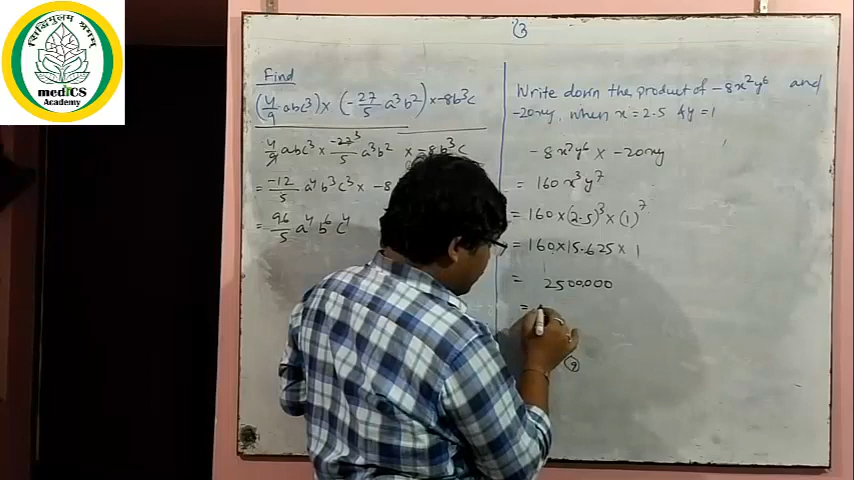 सिद्धिमूलम् श्रमम्
mediCS
Academy
③
Find
(4/9 abc³) × (-27/5 a³b²) × -8b³c
4/9 abc³ × -27³/5 a³b² × -8b³c
= -12/5 a⁴b³c³ × -8
= 96/5 a⁴b⁶c⁴
Write down the product of -8x²y⁶ and
-20xy, when x = 2.5 & y = 1
-8x²y⁶ × -20xy
= 160x³y⁷
= 160 × (2.5)³ × (1)⁷
= 160 × 15.625 × 1
= 2500.000
=